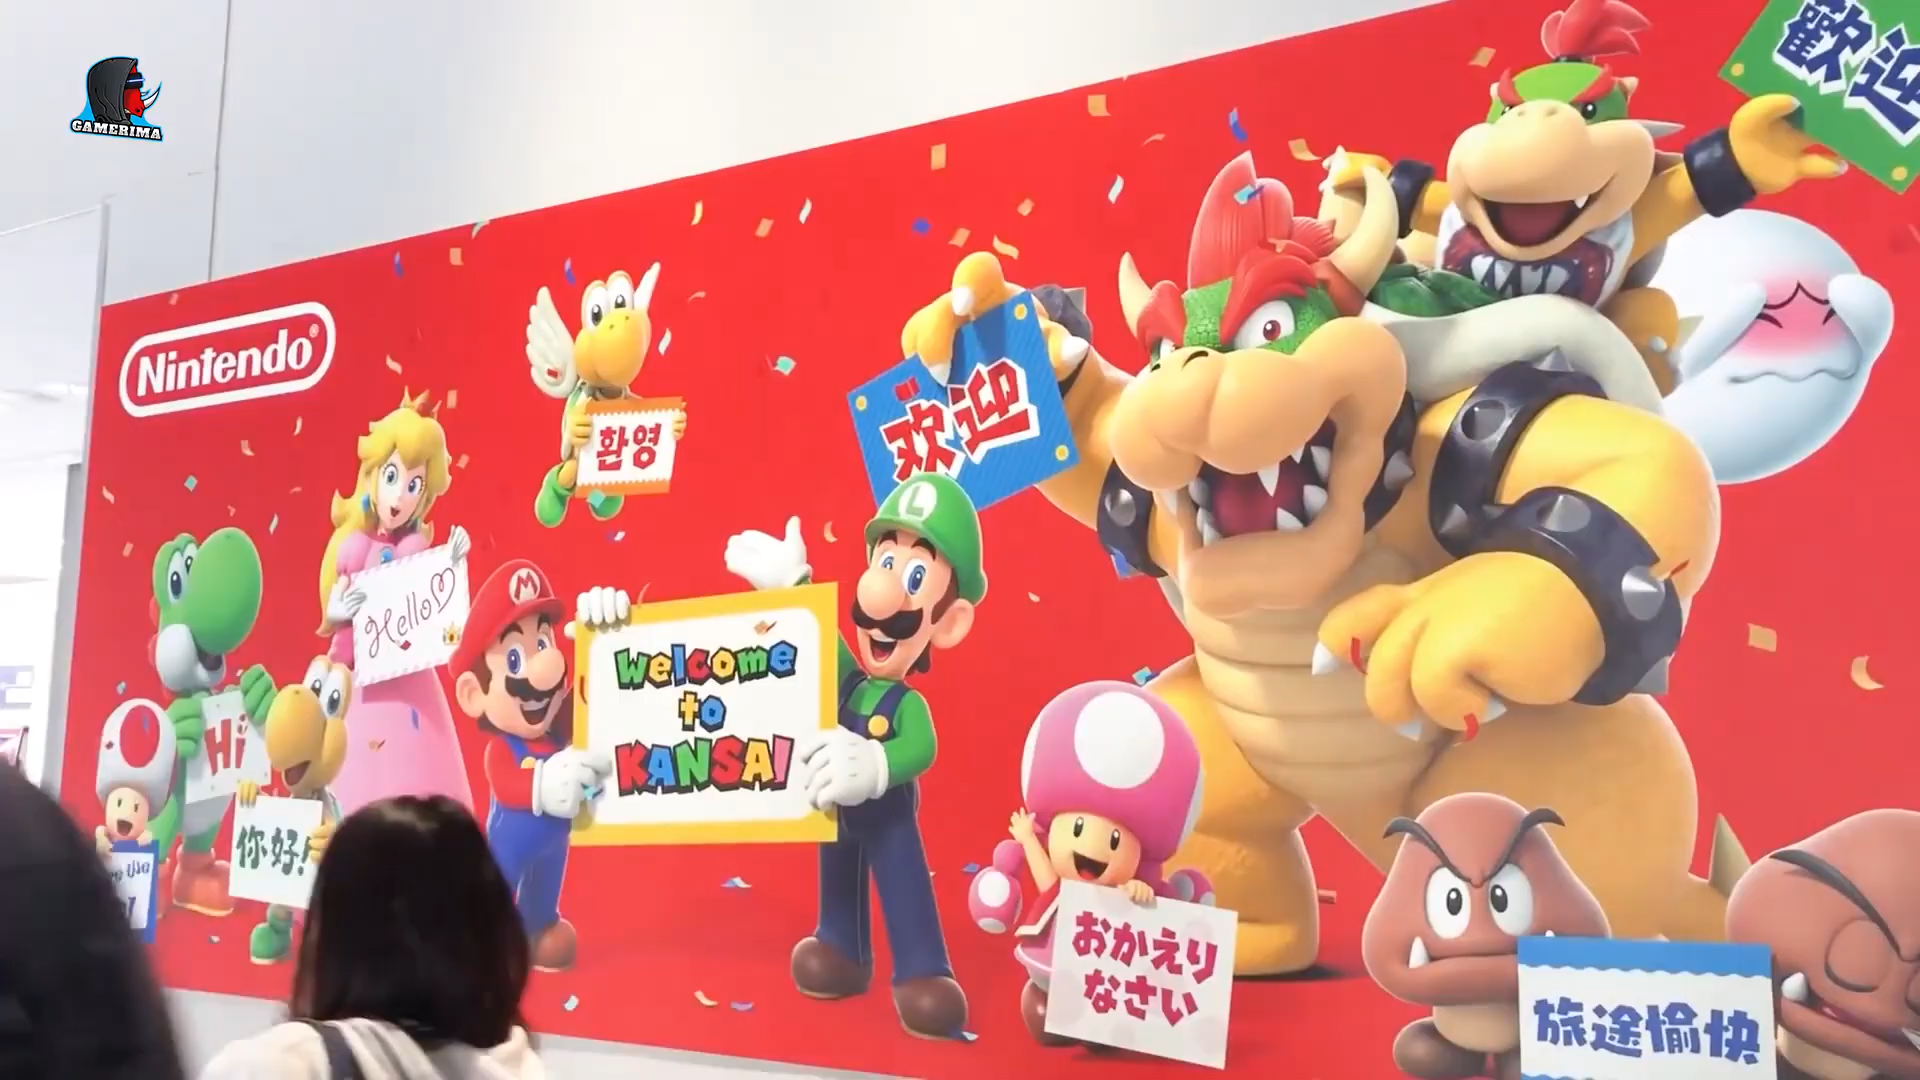 GAMERIMA
Nintendo®
환영
欢迎
歡迎
L
M
Hello♡
Hi
Welcome
to
KANSAI
你好!
おかえり
なさい
旅途愉快